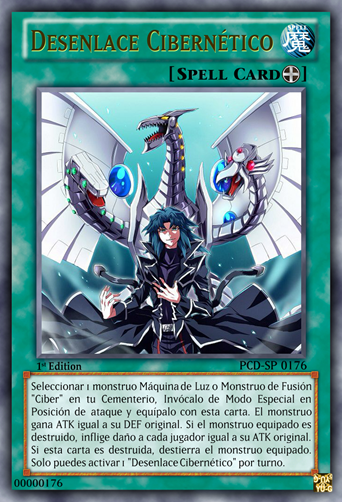 Desenlace Cibernético
SPELL
魔
[Spell Card]
1st Edition
PCD-SP 0176
Seleccionar 1 monstruo Máquina de Luz o Monstruo de Fusión
"Ciber" en tu Cementerio, Invócalo de Modo Especial en
Posición de ataque y equípalo con esta carta. El monstruo
gana ATK igual a su DEF original. Si el monstruo equipado es
destruido, inflige daño a cada jugador igual a su ATK original.
Si esta carta es destruida, destierra el monstruo equipado.
Solo puedes activar 1 "Desenlace Cibernético" por turno.
00000176